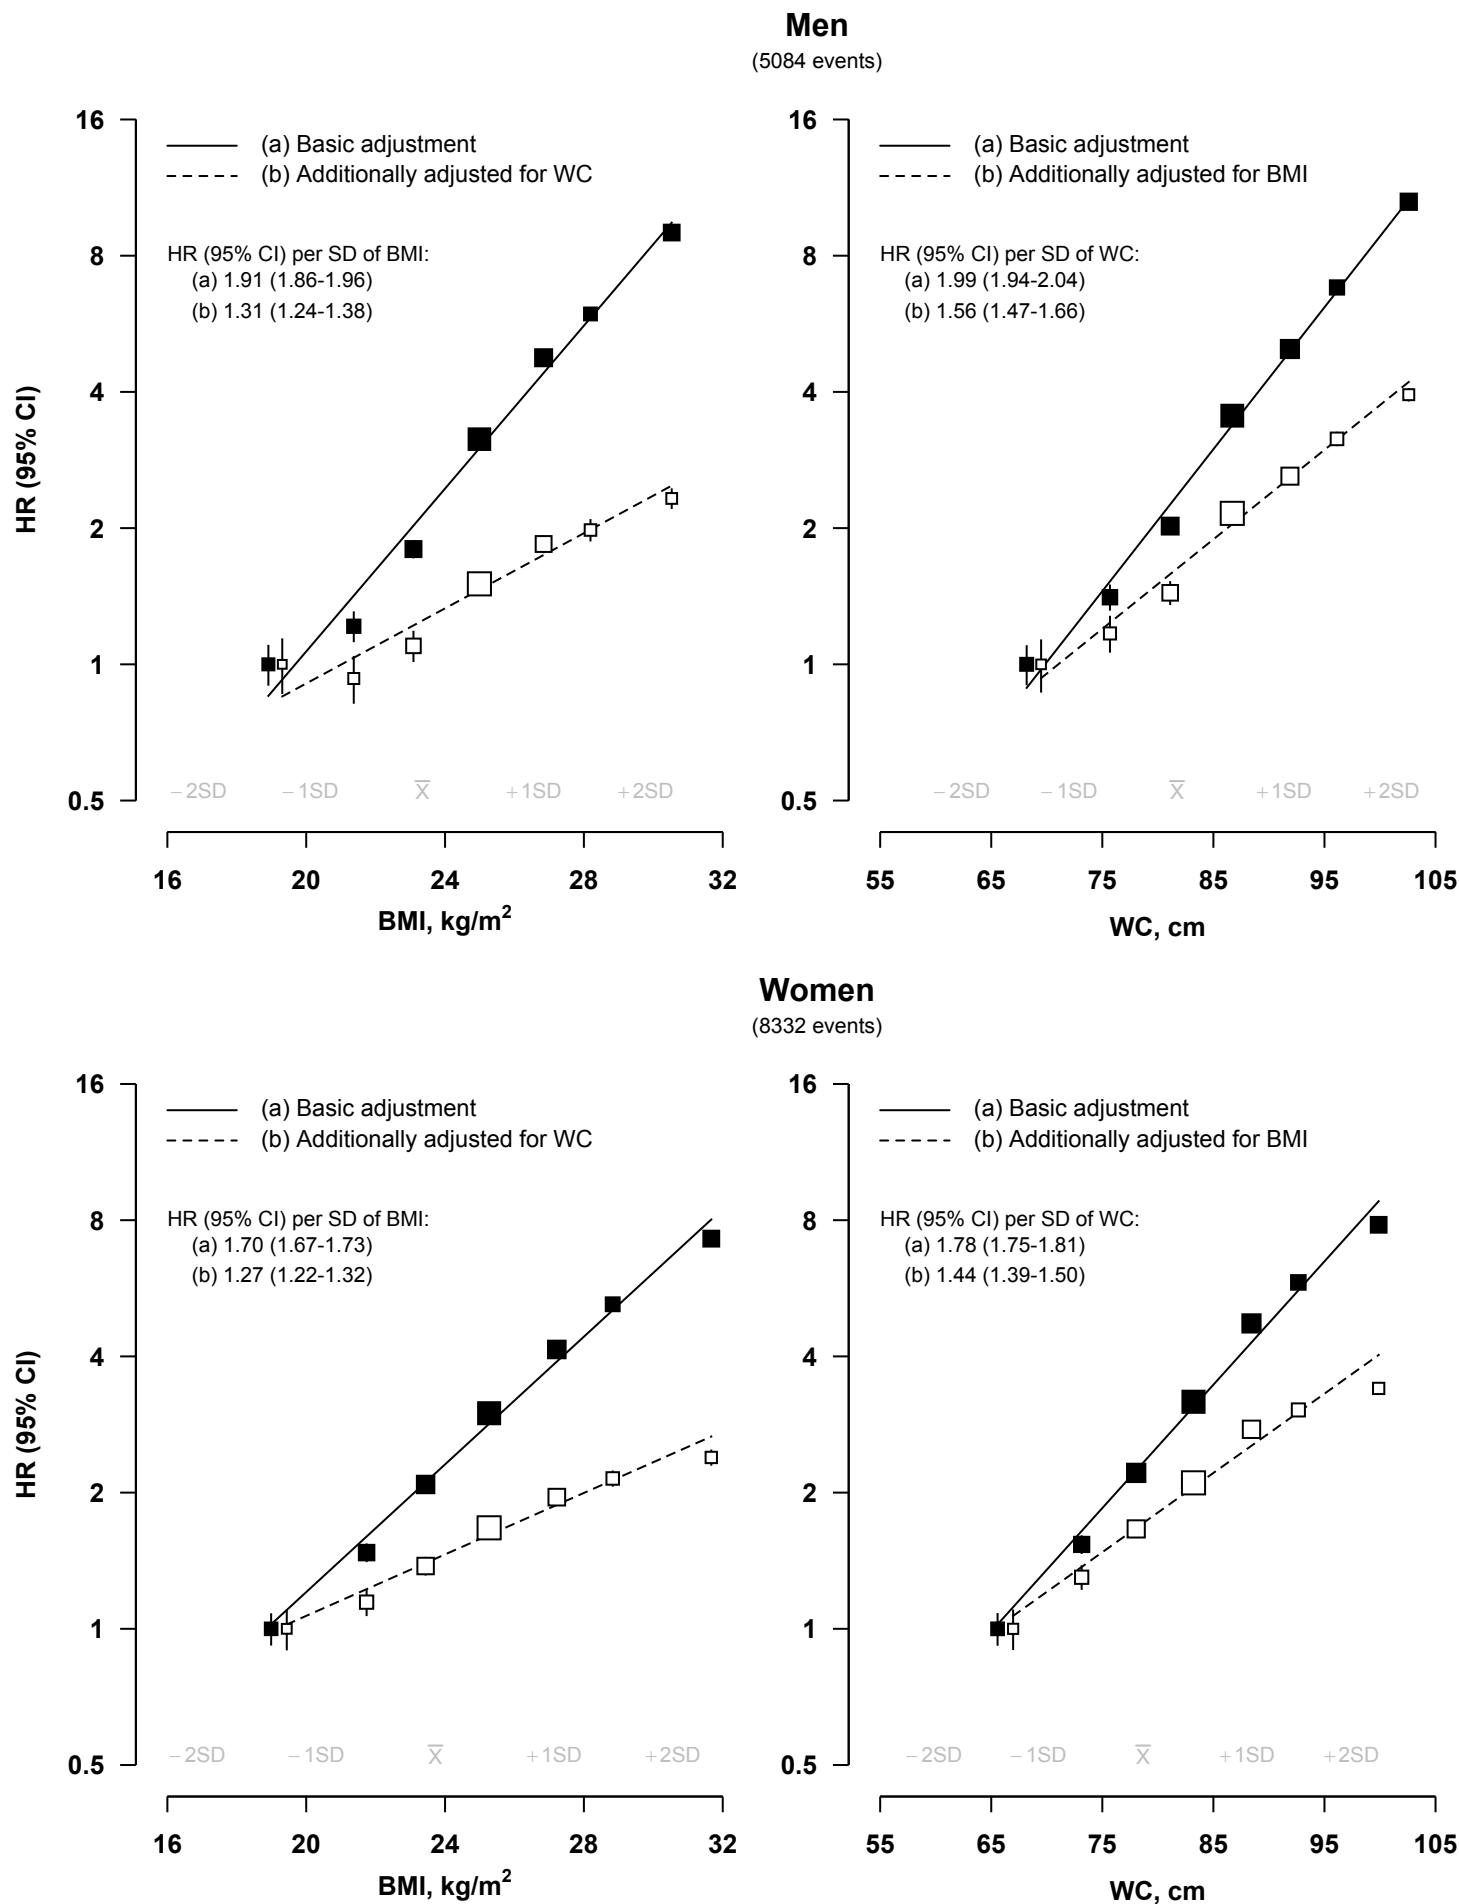 Men
(5084 events)
HR (95% CI)
16
8
4
2
1
0.5
(a) Basic adjustment
(b) Additionally adjusted for WC
HR (95% CI) per SD of BMI:
(a) 1.91 (1.86-1.96)
(b) 1.31 (1.24-1.38)
−2SD −1SD X̅ +1SD +2SD
16 20 24 28 32
BMI, kg/m²
16
8
4
2
1
0.5
(a) Basic adjustment
(b) Additionally adjusted for BMI
HR (95% CI) per SD of WC:
(a) 1.99 (1.94-2.04)
(b) 1.56 (1.47-1.66)
−2SD −1SD X̅ +1SD +2SD
55 65 75 85 95 105
WC, cm
Women
(8332 events)
HR (95% CI)
16
8
4
2
1
0.5
(a) Basic adjustment
(b) Additionally adjusted for WC
HR (95% CI) per SD of BMI:
(a) 1.70 (1.67-1.73)
(b) 1.27 (1.22-1.32)
−2SD −1SD X̅ +1SD +2SD
16 20 24 28 32
BMI, kg/m²
16
8
4
2
1
0.5
(a) Basic adjustment
(b) Additionally adjusted for BMI
HR (95% CI) per SD of WC:
(a) 1.78 (1.75-1.81)
(b) 1.44 (1.39-1.50)
−2SD −1SD X̅ +1SD +2SD
55 65 75 85 95 105
WC, cm